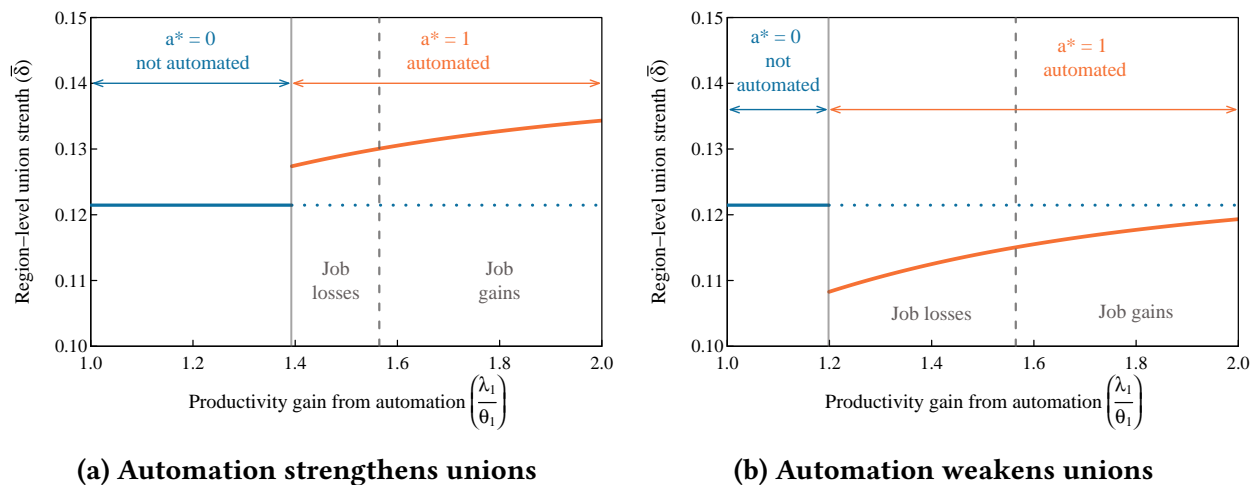 0.15
0.14
0.13
0.12
0.11
0.10
1.0
1.2
1.4
1.6
1.8
2.0
Region−level union strenth (δ̅)
a* = 0
not automated
a* = 1
automated
Job
losses
Job
gains
Productivity gain from automation (λ₁/θ₁)
(a) Automation strengthens unions
0.15
0.14
0.13
0.12
0.11
0.10
1.0
1.2
1.4
1.6
1.8
2.0
Region−level union strenth (δ̅)
a* = 0
not
automated
a* = 1
automated
Job losses
Job gains
Productivity gain from automation (λ₁/θ₁)
(b) Automation weakens unions